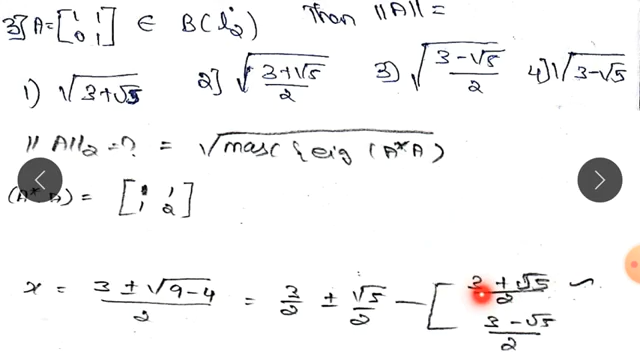 3] A = [1 1 0 1] ∈ B(l₂²) Then ||A|| =
1) √(3+√5) 2] √((3+√5)/2) 3) √((3-√5)/2) 4] √(3-√5)
||A||₂ = ? = √(max{eig(A*A)
(A*A) = [1 1 1 2]
x = (3 ± √(9-4))/2 = 3/2 ± √5/2 — [ (3+√5)/2
(3-√5)/2